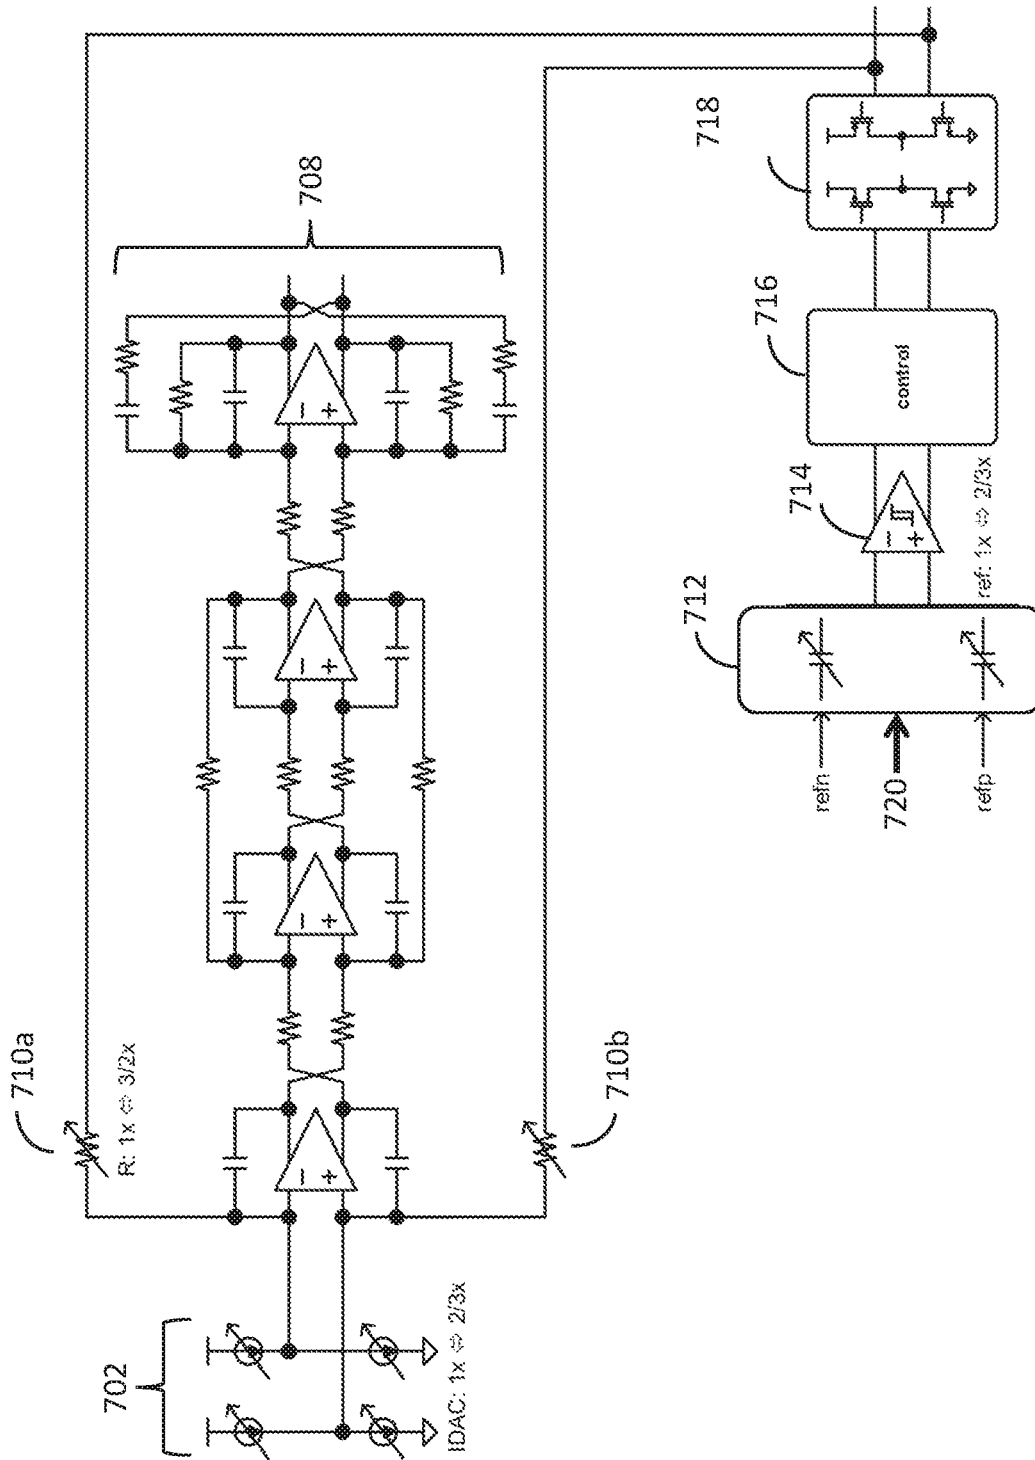 702
IDAC: 1x ⇔ 2/3x
710a
R: 1x ⇔ 3/2x
710b
708
− +
− +
− +
− +
refn
720
refp
712
714
− +
ref: 1x ⇔ 2/3x
716
control
718